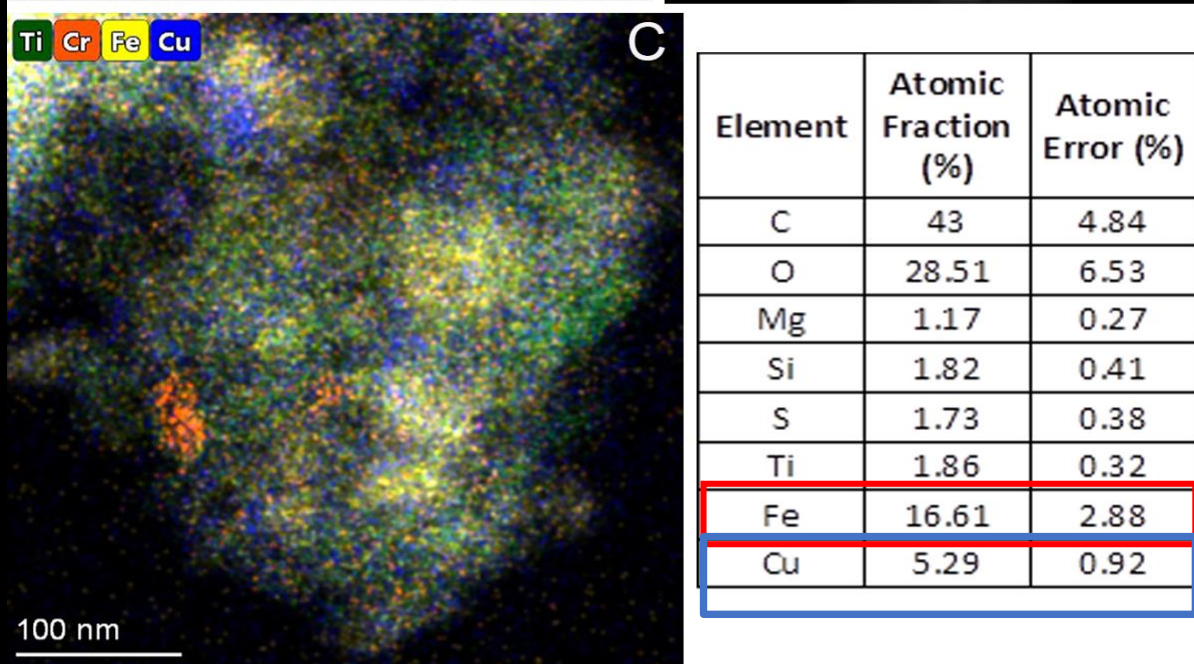 Ti Cr Fe Cu
C
100 nm
Element Atomic Fraction (%) Atomic Error (%)
C 43 4.84
O 28.51 6.53
Mg 1.17 0.27
Si 1.82 0.41
S 1.73 0.38
Ti 1.86 0.32
Fe 16.61 2.88
Cu 5.29 0.92